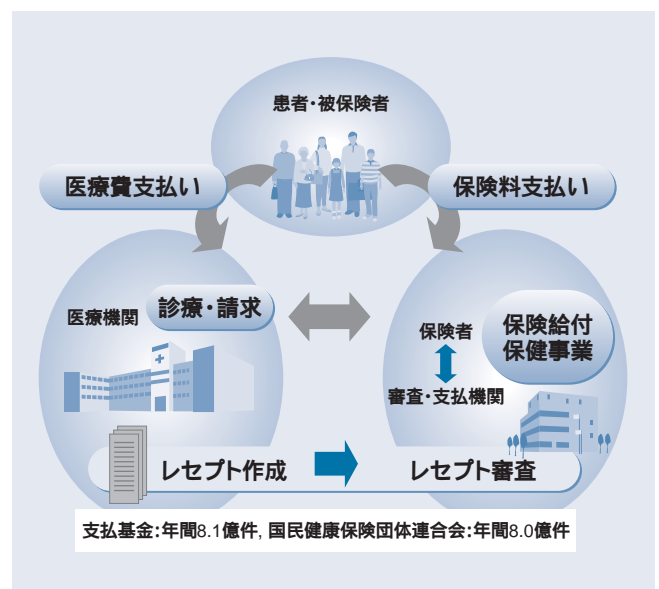 患者・被保険者
医療費支払い
保険料支払い
医療機関
診療・請求
保険者
審査・支払機関
保険給付
保健事業
レセプト作成
レセプト審査
支払基金：年間8.1億件，国民健康保険団体連合会：年間8.0億件